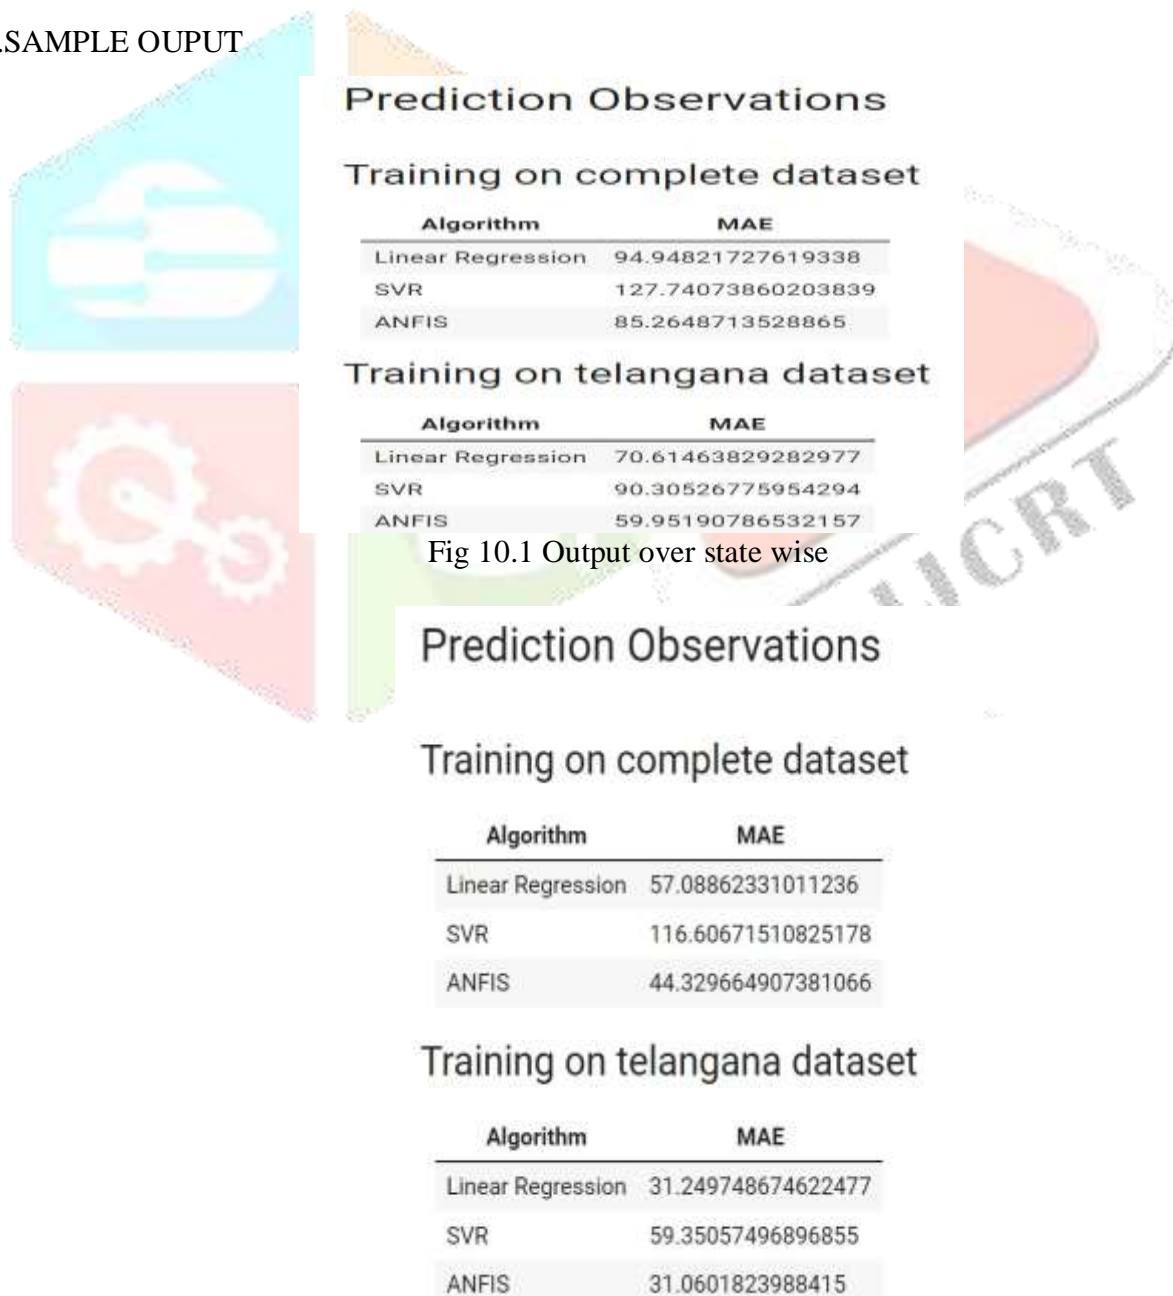 .SAMPLE OUPUT
Prediction Observations
Training on complete dataset
Algorithm MAE
Linear Regression 94.94821727619338
SVR 127.74073860203839
ANFIS 85.2648713528865
Training on telangana dataset
Algorithm MAE
Linear Regression 70.61463829282977
SVR 90.30526775954294
ANFIS 59.95190786532157
Fig 10.1 Output over state wise
IJCRT
Prediction Observations
Training on complete dataset
Algorithm MAE
Linear Regression 57.08862331011236
SVR 116.60671510825178
ANFIS 44.329664907381066
Training on telangana dataset
Algorithm MAE
Linear Regression 31.249748674622477
SVR 59.35057496896855
ANFIS 31.0601823988415